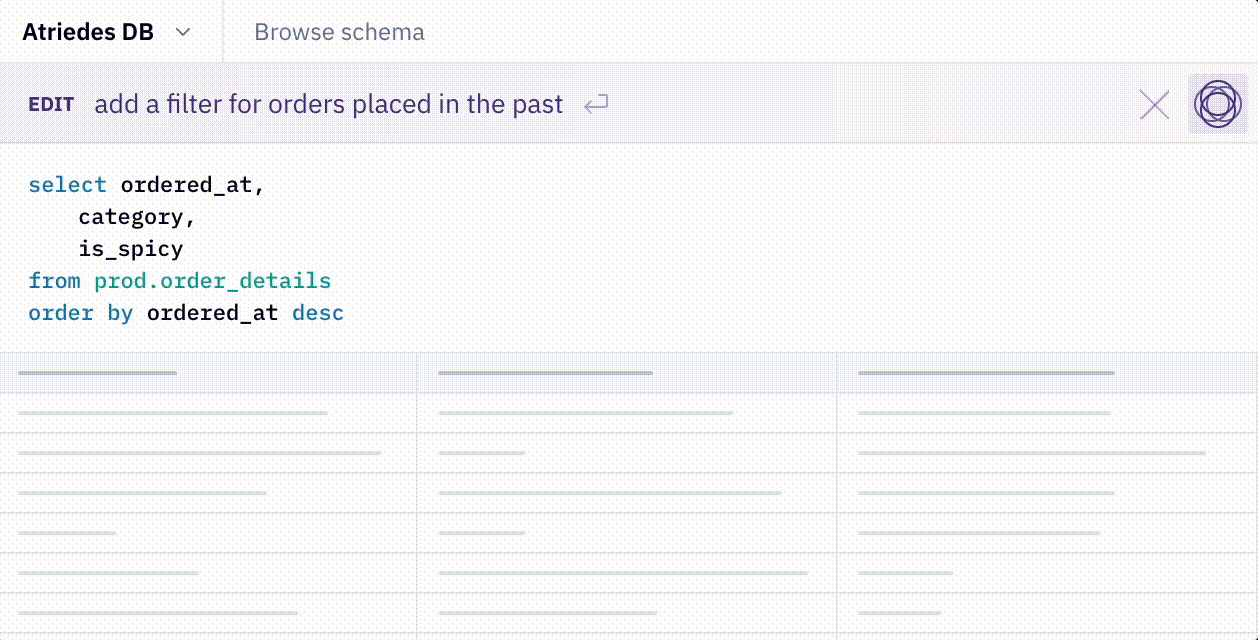 Atriedes DB
Browse schema
EDIT add a filter for orders placed in the past
select ordered_at,
category,
is_spicy
from prod.order_details
order by ordered_at desc